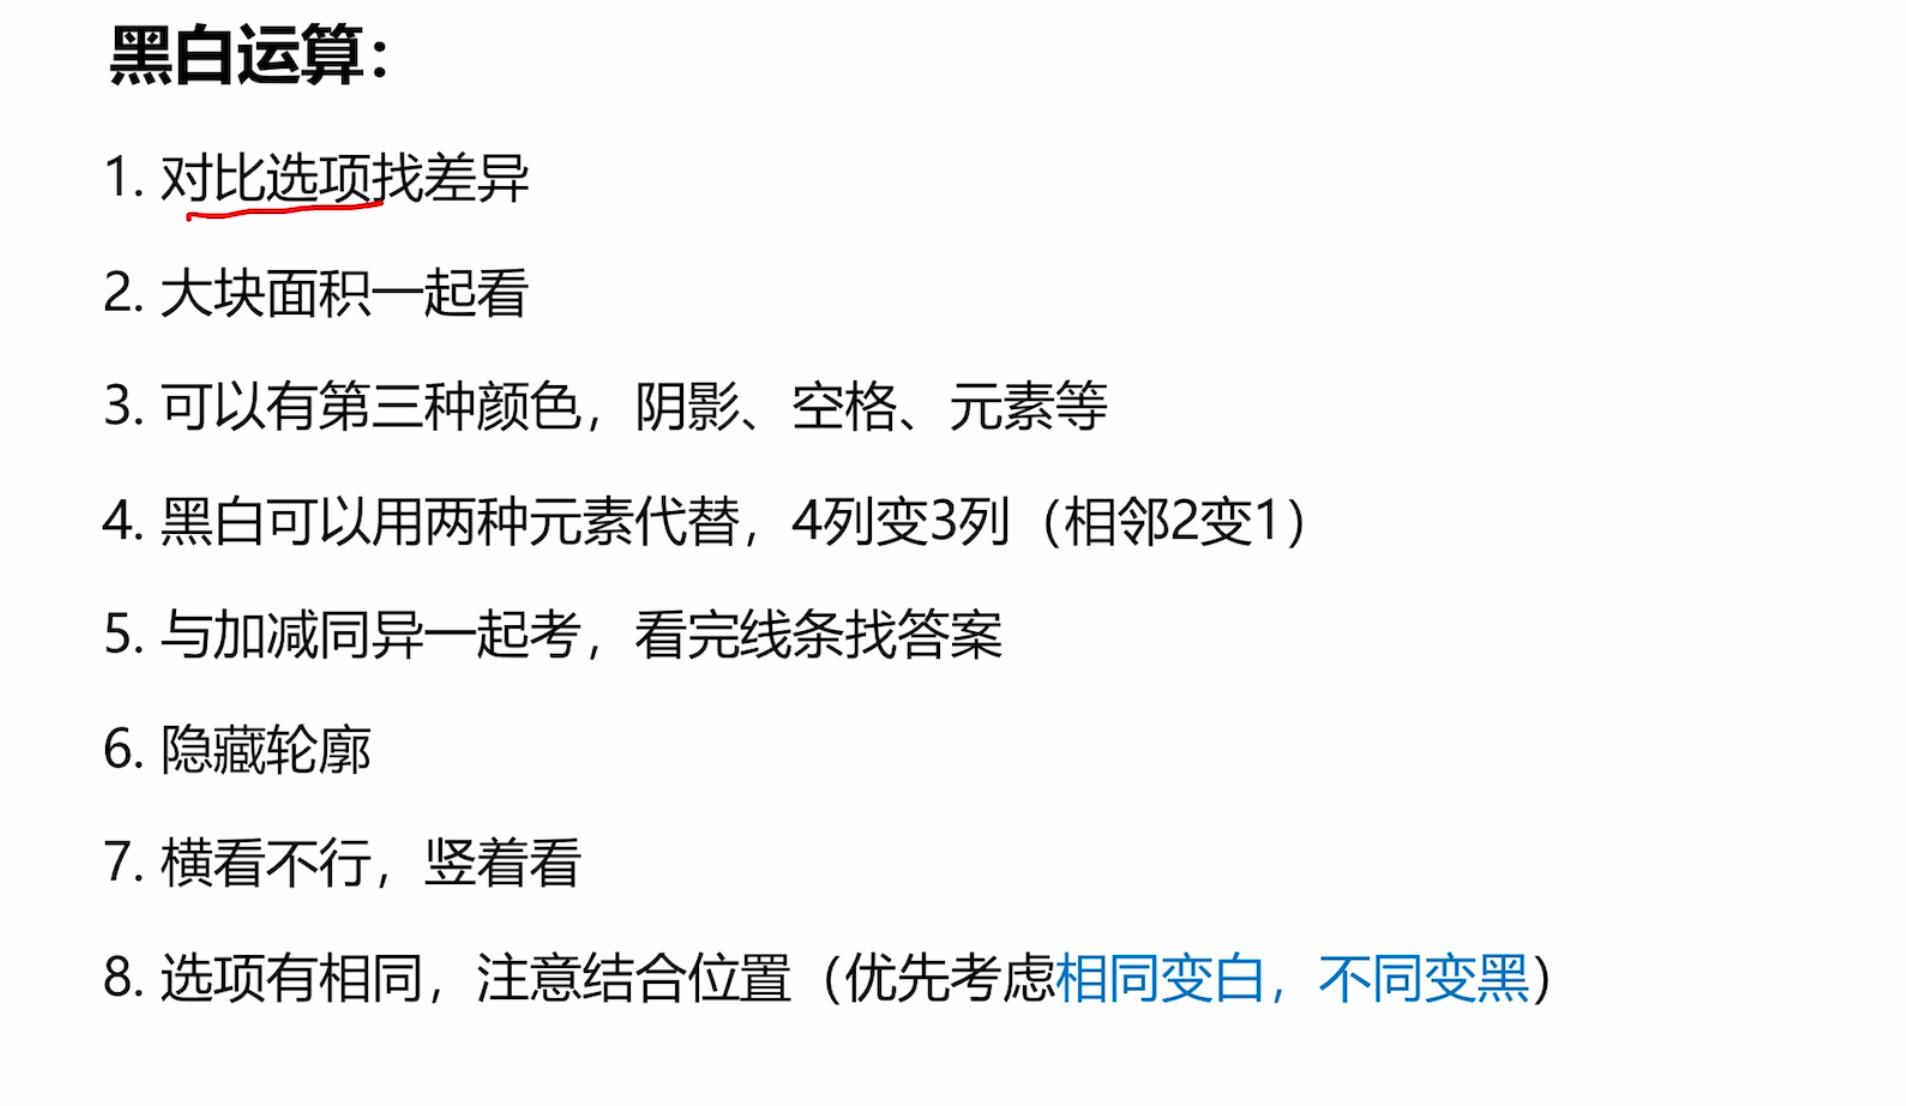 黑白运算：
1. 对比选项找差异
2. 大块面积一起看
3. 可以有第三种颜色，阴影、空格、元素等
4. 黑白可以用两种元素代替，4列变3列（相邻2变1）
5. 与加减同异一起考，看完线条找答案
6. 隐藏轮廓
7. 横看不行，竖着看
8. 选项有相同，注意结合位置（优先考虑相同变白，不同变黑）